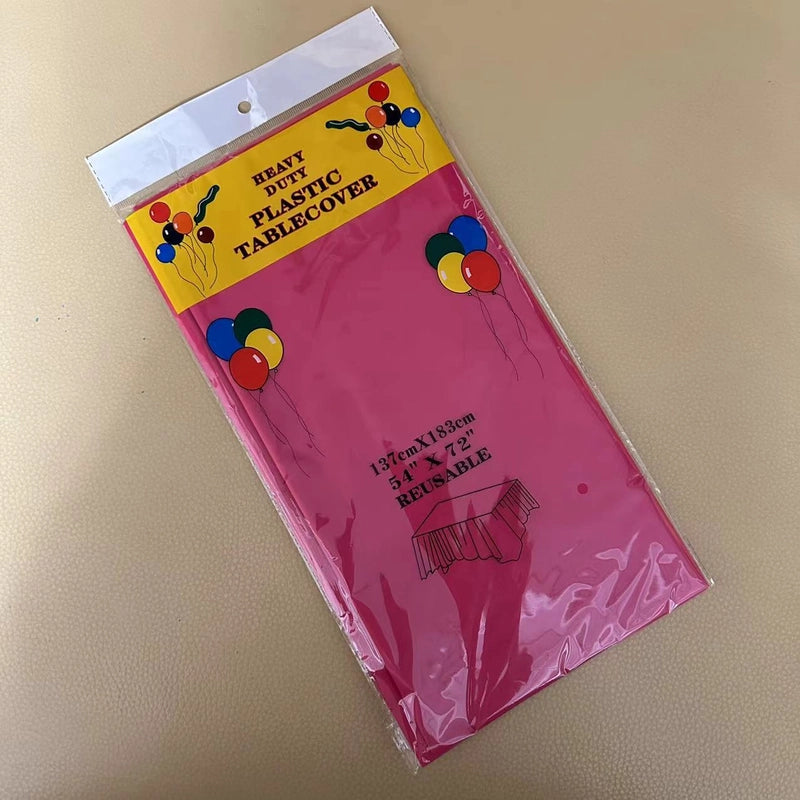 HEAVY
DUTY
PLASTIC
TABLECOVER
137cmX183cm
54" X 72"
REUSABLE